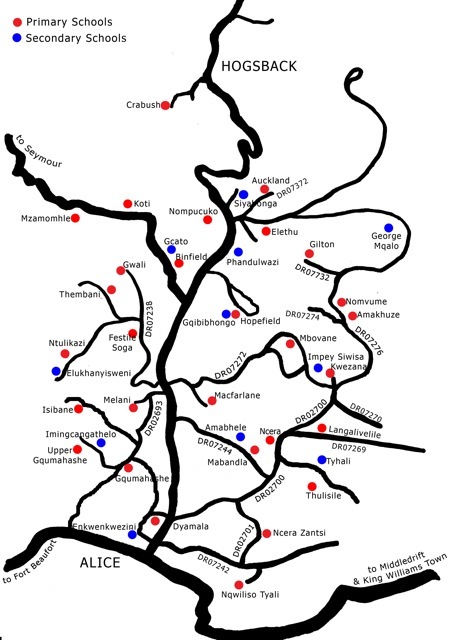 Primary Schools
Secondary Schools
HOGSBACK
Crabush
to Seymour
Auckland
DR07372
Siyabonga
Koti
Mzamomhle
Nompucuko
Elethu
George
Mqalo
Gcato
Binfield
Phandulwazi
Gilton
Gwali
DR07732
Thembani
DR07238
Nomvume
DR07274
Amakhuze
Gqibibhongo
Hopefield
DR07276
Festile
Soga
Mbovane
Ntulikazi
DR07272
Impey Siwisa
Kwezana
Elukhanyisweni
Melani
Macfarlane
Isibane
DR02693
DR02700
DR07270
Imingcangathelo
Amabhele
Ncera
Langalivelile
Upper
Gqumahashe
DR07244
DR07269
Mabandla
Tyhali
Gqumahashe
DR02700
Thulisile
Enkwenkwezini
Dyamala
DR02701
Ncera Zantsi
to Fort Beaufort
ALICE
DR07242
to Middledrift
& King Williams Town
Nqwiliso Tyali